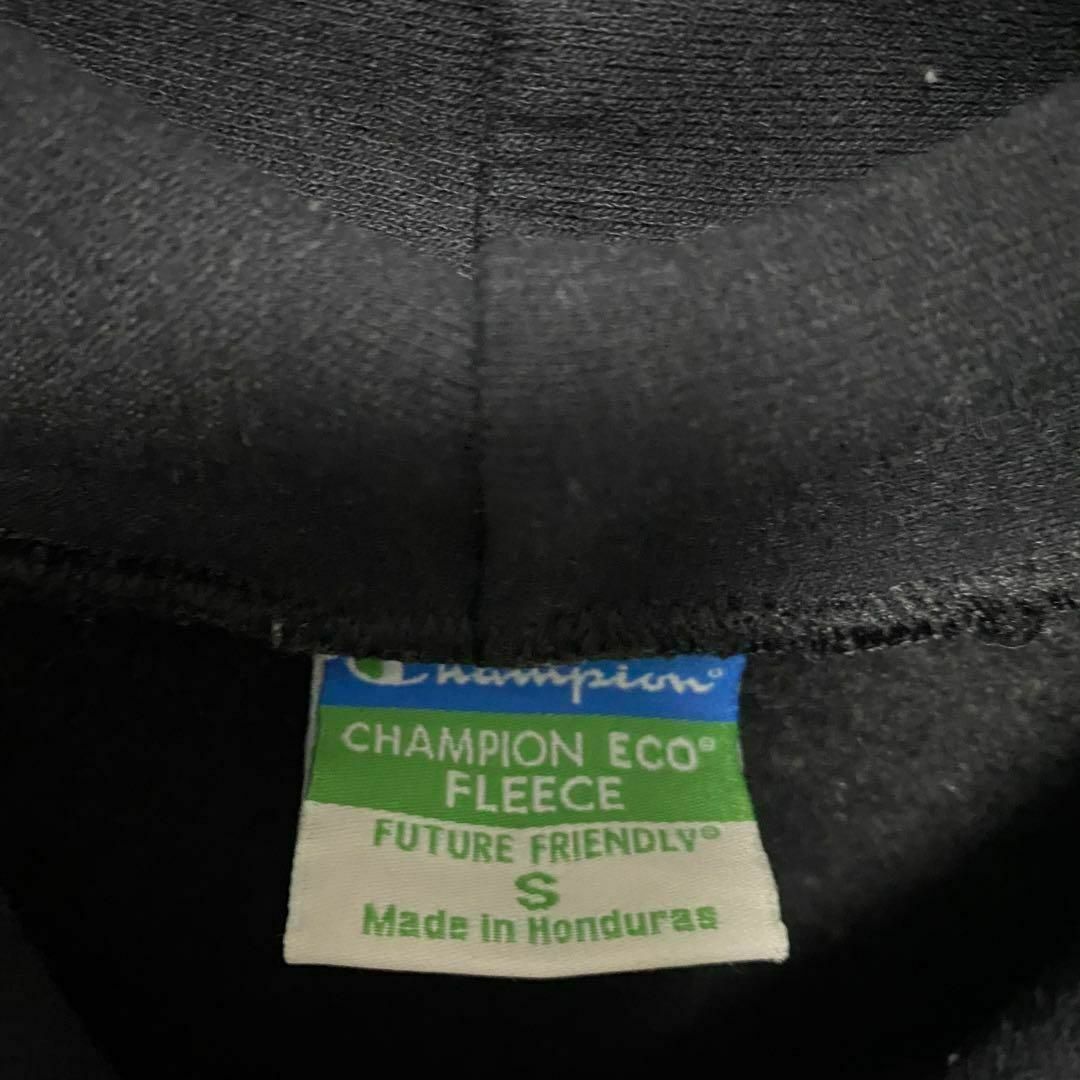 Champion®
CHAMPION ECO®
FLEECE
FUTURE FRIENDLY®
S
Made in Honduras